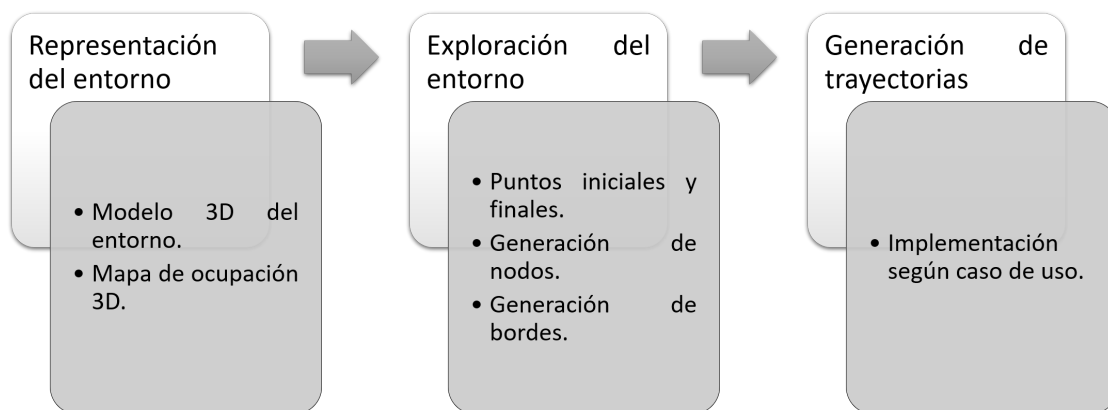 Representación
del entorno
• Modelo 3D del
entorno.
• Mapa de ocupación
3D.
Exploración del
entorno
• Puntos iniciales y
finales.
• Generación de
nodos.
• Generación de
bordes.
Generación de
trayectorias
• Implementación
según caso de uso.